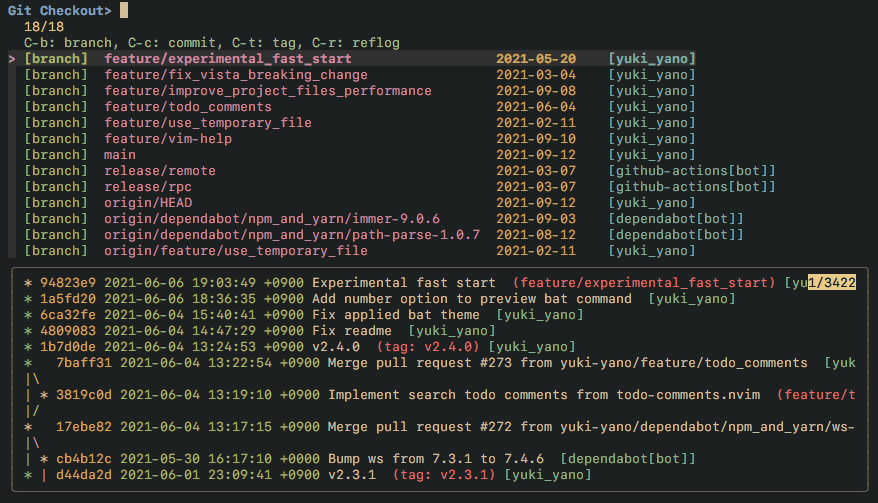 Git Checkout>
18/18
C-b: branch, C-c: commit, C-t: tag, C-r: reflog
> [branch] feature/experimental_fast_start 2021-05-20 [yuki_yano]
[branch] feature/fix_vista_breaking_change 2021-03-04 [yuki_yano]
[branch] feature/improve_project_files_performance 2021-09-08 [yuki_yano]
[branch] feature/todo_comments 2021-06-04 [yuki_yano]
[branch] feature/use_temporary_file 2021-02-11 [yuki_yano]
[branch] feature/vim-help 2021-09-10 [yuki_yano]
[branch] main 2021-09-12 [yuki_yano]
[branch] release/remote 2021-03-07 [github-actions[bot]]
[branch] release/rpc 2021-03-07 [github-actions[bot]]
[branch] origin/HEAD 2021-09-12 [yuki_yano]
[branch] origin/dependabot/npm_and_yarn/immer-9.0.6 2021-09-03 [dependabot[bot]]
[branch] origin/dependabot/npm_and_yarn/path-parse-1.0.7 2021-08-12 [dependabot[bot]]
[branch] origin/feature/use_temporary_file 2021-02-11 [yuki_yano]
* 94823e9 2021-06-06 19:03:49 +0900 Experimental fast start (feature/experimental_fast_start) [yu1/3422
* 1a5fd20 2021-06-06 18:36:35 +0900 Add number option to preview bat command [yuki_yano]
* 6ca32fe 2021-06-04 15:40:41 +0900 Fix applied bat theme [yuki_yano]
* 4809083 2021-06-04 14:47:29 +0900 Fix readme [yuki_yano]
* 1b7d0de 2021-06-04 13:24:53 +0900 v2.4.0 (tag: v2.4.0) [yuki_yano]
* 7baff31 2021-06-04 13:22:54 +0900 Merge pull request #273 from yuki-yano/feature/todo_comments [yuk
|\
| * 3819c0d 2021-06-04 13:19:10 +0900 Implement search todo comments from todo-comments.nvim (feature/t
|/
* 17ebe82 2021-06-04 13:17:15 +0900 Merge pull request #272 from yuki-yano/dependabot/npm_and_yarn/ws-
|\
| * cb4b12c 2021-05-30 16:17:10 +0000 Bump ws from 7.3.1 to 7.4.6 [dependabot[bot]]
* | d44da2d 2021-06-01 23:09:41 +0900 v2.3.1 (tag: v2.3.1) [yuki_yano]